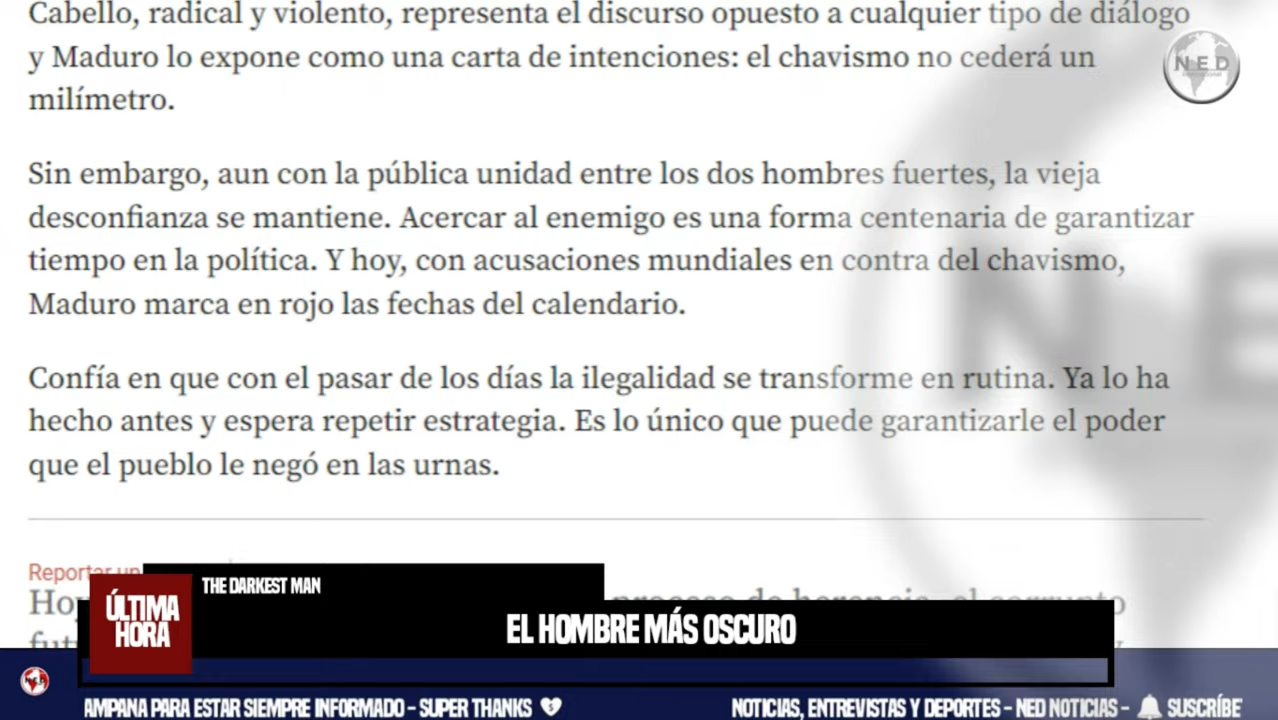 Cabello, radical y violento, representa el discurso opuesto a cualquier tipo de diálogo
y Maduro lo expone como una carta de intenciones: el chavismo no cederá un
milímetro.
NED
Sin embargo, aun con la pública unidad entre los dos hombres fuertes, la vieja
desconfianza se mantiene. Acercar al enemigo es una forma centenaria de garantizar
tiempo en la política. Y hoy, con acusaciones mundiales en contra del chavismo,
Maduro marca en rojo las fechas del calendario.
Confía en que con el pasar de los días la ilegalidad se transforme en rutina. Ya lo ha
hecho antes y espera repetir estrategia. Es lo único que puede garantizarle el poder
que el pueblo le negó en las urnas.
Reportar un
THE DARKEST MAN
ÚLTIMA
HORA
EL HOMBRE MÁS OSCURO
AMPANA PARA ESTAR SIEMPRE INFORMADO - SUPER THANKS
NOTICIAS, ENTREVISTAS Y DEPORTES - NED NOTICIAS -
SUSCRÍBE